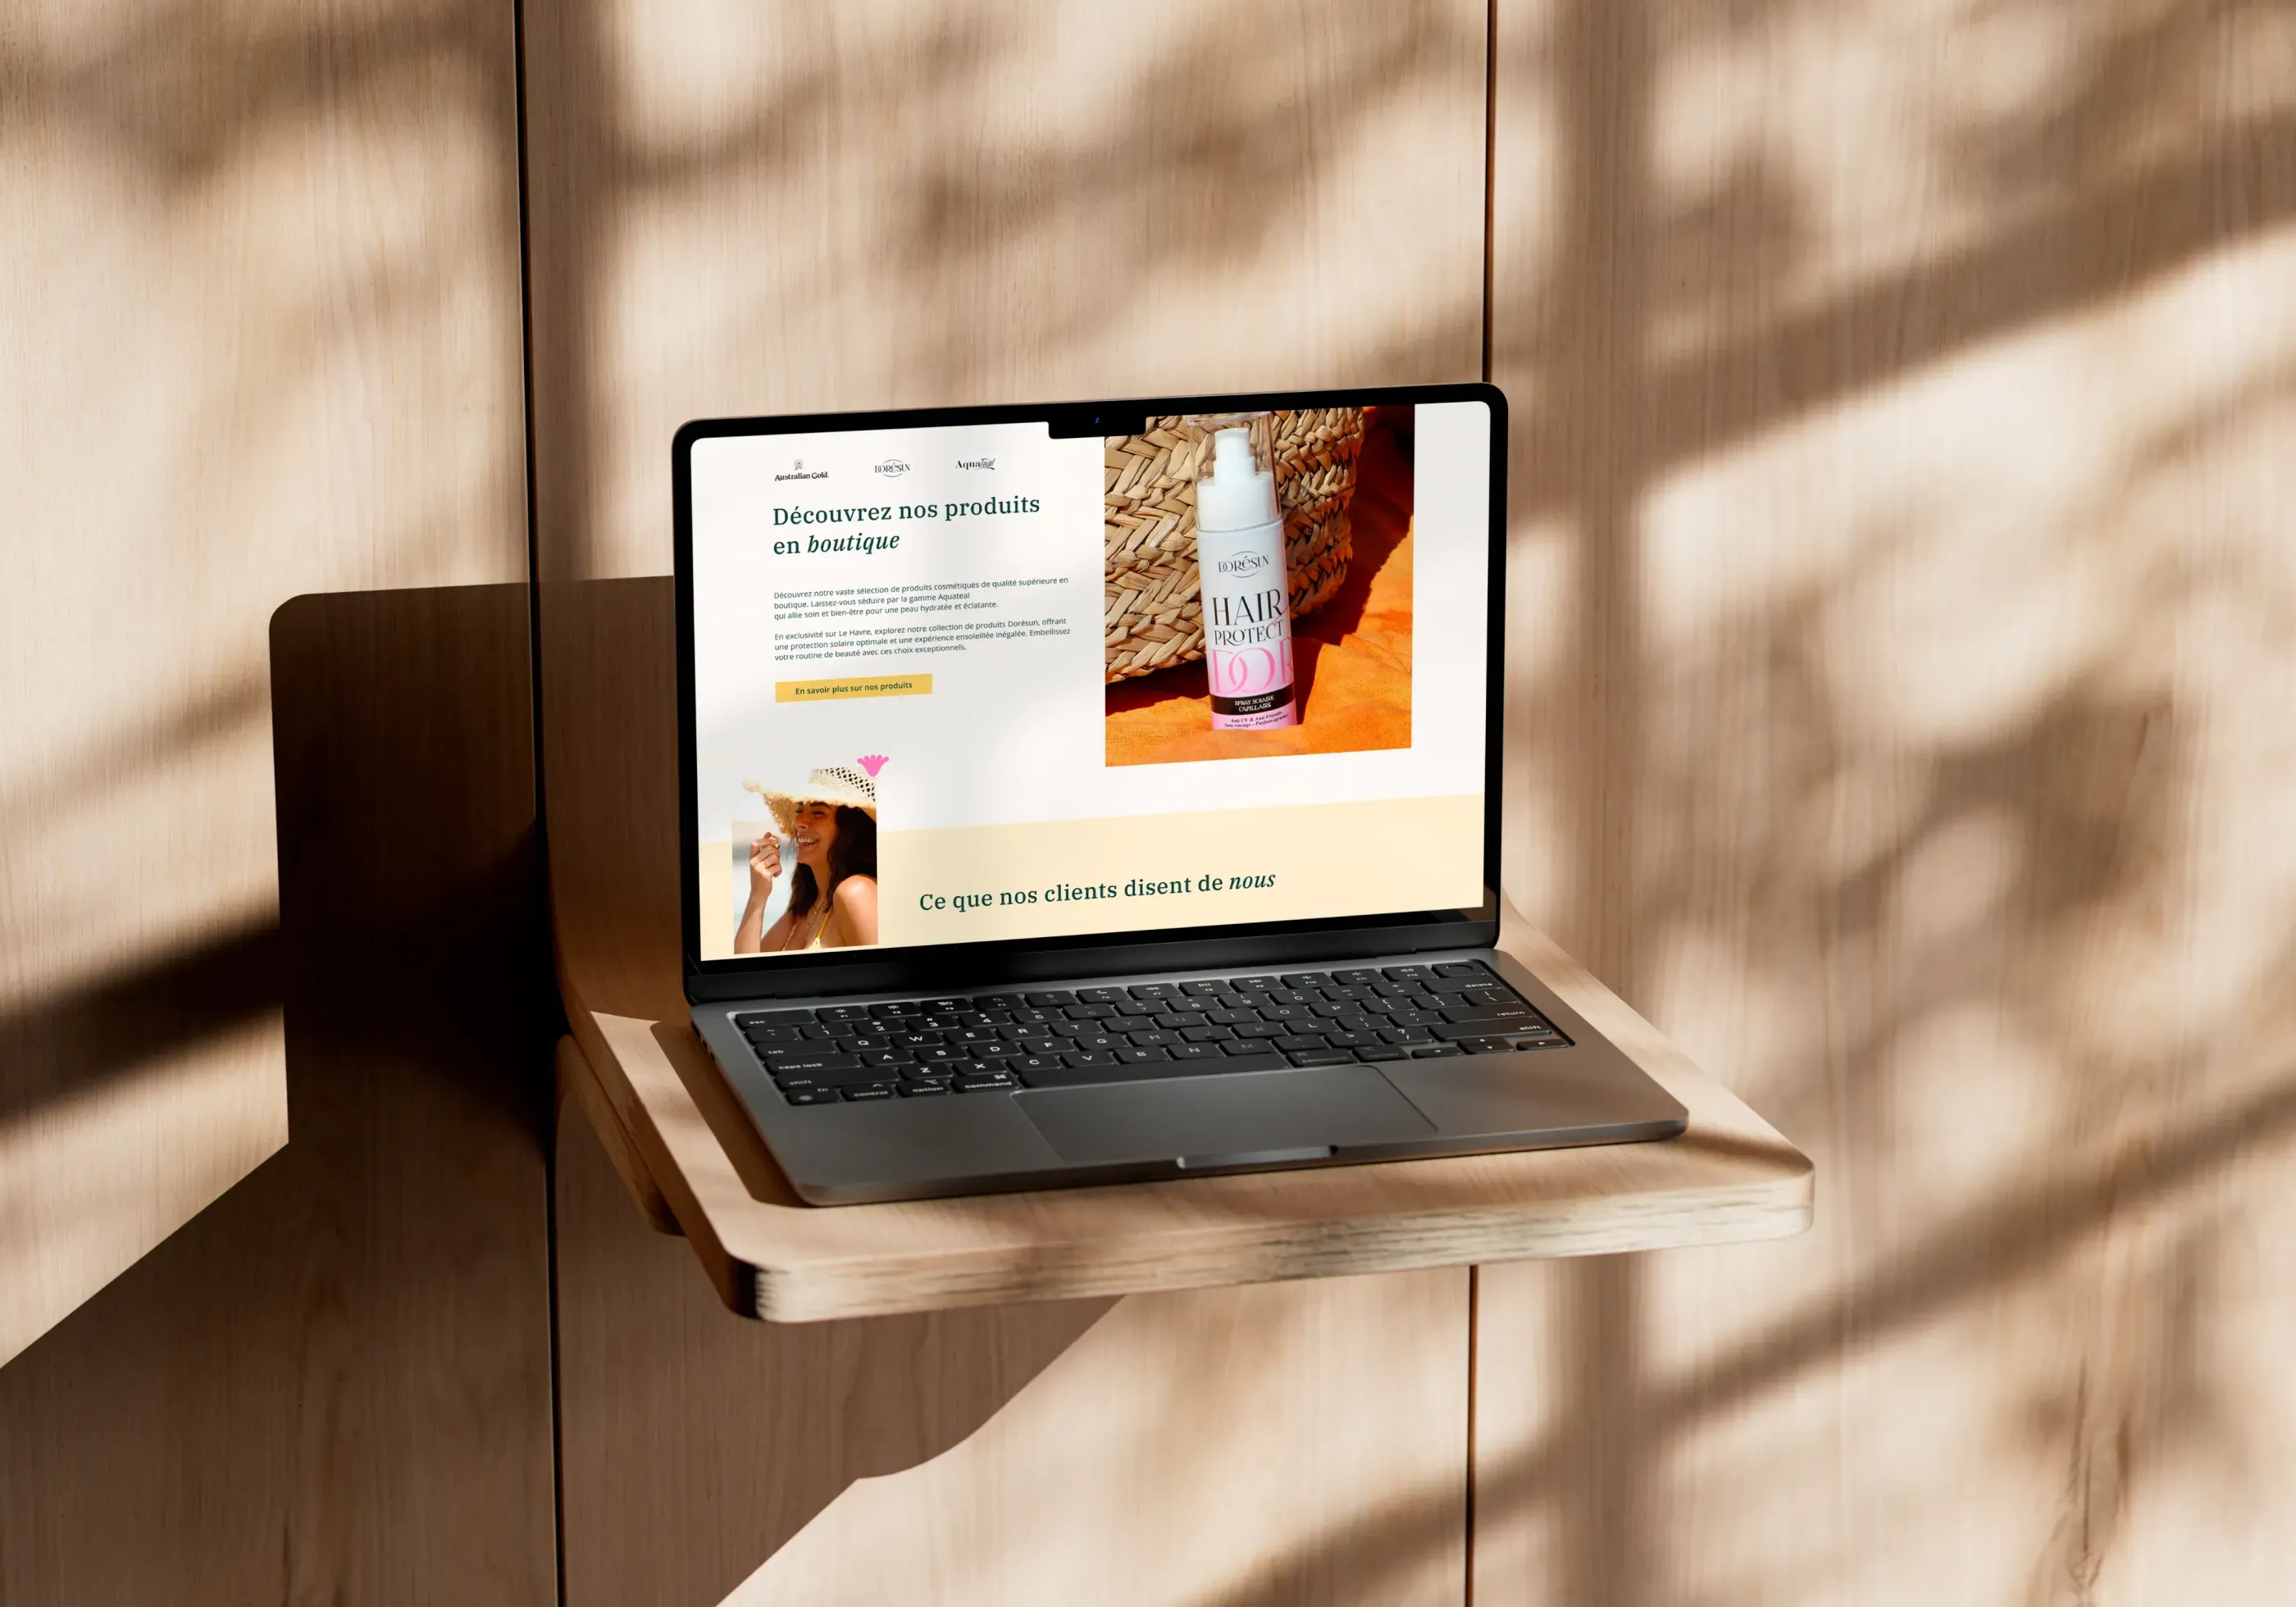 Australian Gold
DORÉSUN
AquaTeal
Découvrez nos produits
en boutique
Découvrez notre vaste sélection de produits cosmétiques de qualité supérieure en
boutique. Laissez-vous séduire par la gamme Aquateal
qui allie soin et bien-être pour une peau hydratée et éclatante.
En exclusivité sur Le Havre, explorez notre collection de produits Dorésun, offrant
une protection solaire optimale et une expérience ensoleillée inégalée. Embellissez
votre routine de beauté avec ces choix exceptionnels.
En savoir plus sur nos produits
DORÉSUN
HAIR
PROTECT
DOR
SPRAY SOLAIRE
CAPILLAIRE
Anti UV & Anti Frizante
Ce que nos clients disent de nous
esc
delete
tab
Q W E R T Y U I O P
return
caps lock
A S D F G H K L
shift
Z X C V B N M
shift
fn
control
option
command